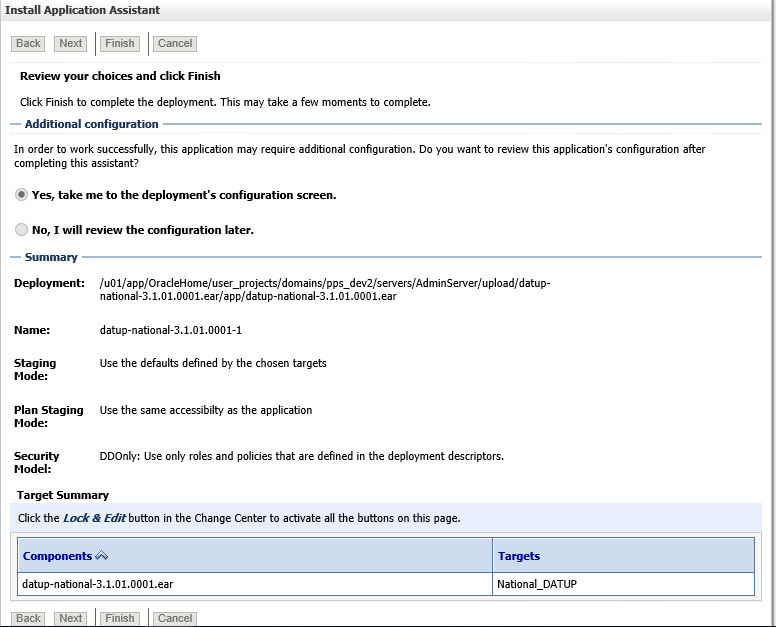 Install Application Assistant
Back Next Finish Cancel
Review your choices and click Finish
Click Finish to complete the deployment. This may take a few moments to complete.
Additional configuration
In order to work successfully, this application may require additional configuration. Do you want to review this application's configuration after
completing this assistant?
Yes, take me to the deployment's configuration screen.
No, I will review the configuration later.
Summary
Deployment: /u01/app/OracleHome/user_projects/domains/pps_dev2/servers/AdminServer/upload/datup-
national-3.1.01.0001.ear/app/datup-national-3.1.01.0001.ear
Name: datup-national-3.1.01.0001-1
Staging Use the defaults defined by the chosen targets
Mode:
Plan Staging Use the same accessibilty as the application
Mode:
Security DDOnly: Use only roles and policies that are defined in the deployment descriptors.
Model:
Target Summary
Click the Lock & Edit button in the Change Center to activate all the buttons on this page.
Components Targets
datup-national-3.1.01.0001.ear National_DATUP
Back Next Finish Cancel